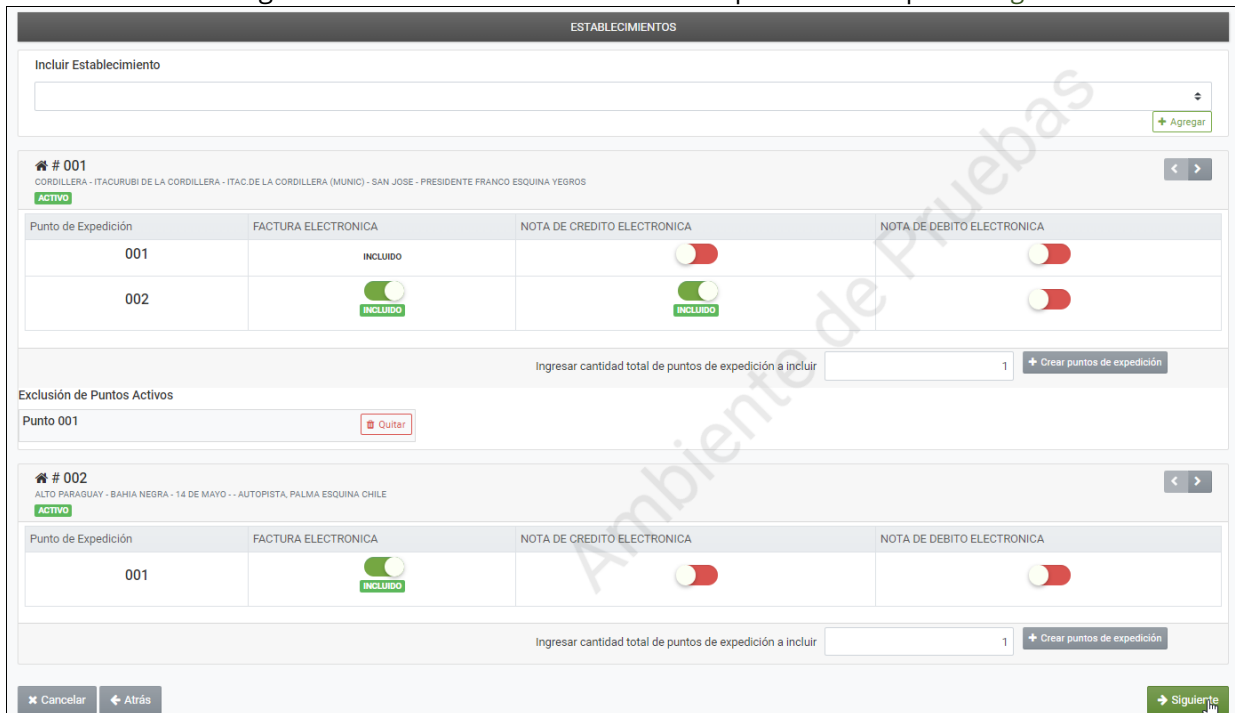 ESTABLECIMIENTOS
Incluir Establecimiento
+ Agregar
# 001
CORDILLERA - ITACURUBI DE LA CORDILLERA - ITAC.DE LA CORDILLERA (MUNIC) - SAN JOSE - PRESIDENTE FRANCO ESQUINA YEGROS
ACTIVO
Punto de Expedición FACTURA ELECTRONICA NOTA DE CREDITO ELECTRONICA NOTA DE DEBITO ELECTRONICA
001 INCLUIDO
002 INCLUIDO INCLUIDO
Ingresar cantidad total de puntos de expedición a incluir 1 + Crear puntos de expedición
Exclusión de Puntos Activos
Punto 001 Quitar
# 002
ALTO PARAGUAY - BAHIA NEGRA - 14 DE MAYO - - AUTOPISTA, PALMA ESQUINA CHILE
ACTIVO
Punto de Expedición FACTURA ELECTRONICA NOTA DE CREDITO ELECTRONICA NOTA DE DEBITO ELECTRONICA
001 INCLUIDO
Ingresar cantidad total de puntos de expedición a incluir 1 + Crear puntos de expedición
Cancelar Atrás Siguiente
Ambiente de Pruebas